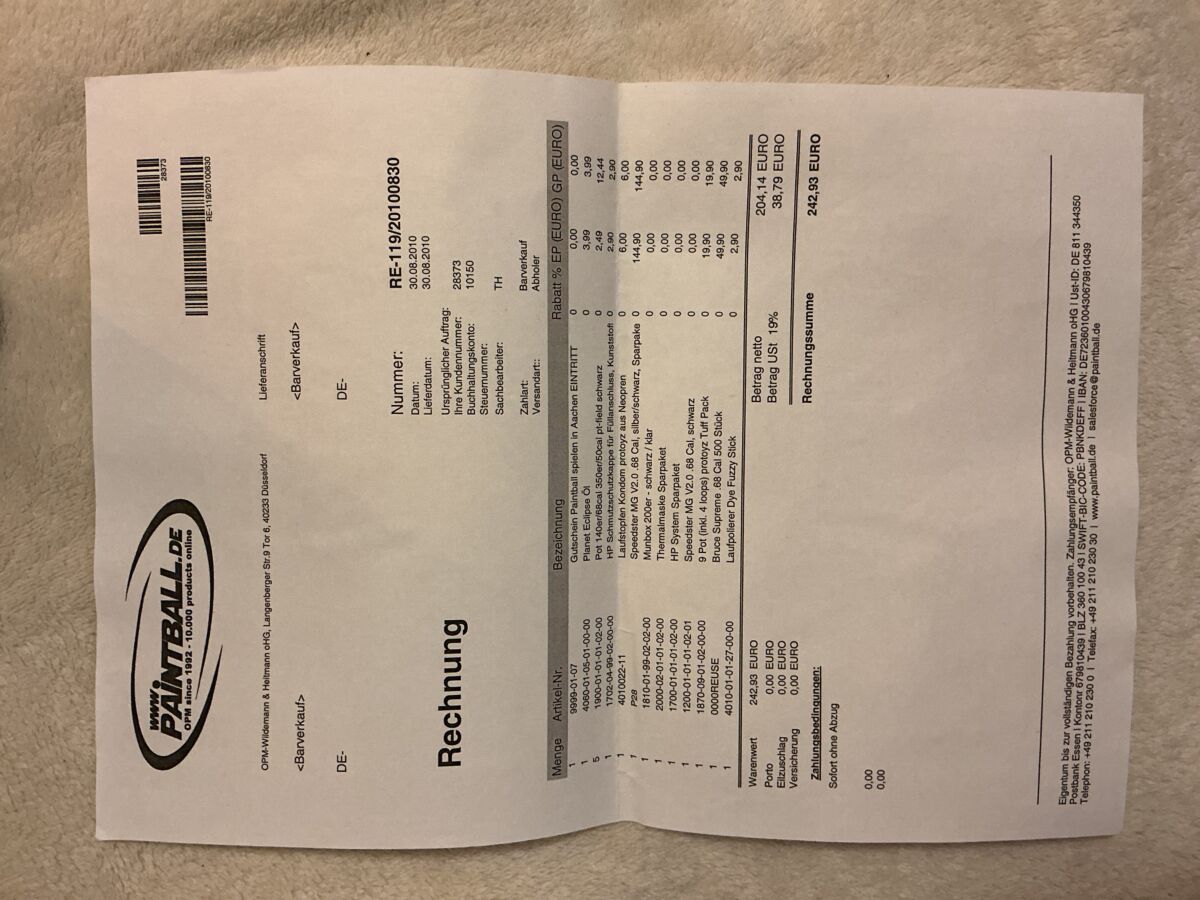 www.
PAINTBALL.DE
OPM since 1992 - 10.000 products online
28373
RE-119/20100830
OPM-Wildemann & Heitmann oHG, Langenberger Str.9 Tor 6, 40233 Düsseldorf
Lieferanschrift
<Barverkauf>
<Barverkauf>
DE-
DE-
Rechnung
Nummer: RE-119/20100830
Datum: 30.08.2010
Lieferdatum: 30.08.2010
Ursprünglicher Auftrag:
Ihre Kundennummer: 28373
Buchhaltungskonto: 10150
Steuernummer:
Sachbearbeiter: TH
Zahlart: Barverkauf
Versandart:: Abholer
Menge Artikel-Nr. Bezeichnung Rabatt % EP (EURO) GP (EURO)
1 9999-01-07 Gutschein Paintball spielen in Aachen EINTRITT 0 0,00 0,00
1 4060-01-05-01-00-00 Planet Eclipse Öl 0 3,99 3,99
5 1900-01-01-01-02-00 Pot 140er/68cal 350er/50cal pt-field schwarz 0 2,49 12,44
1 1702-04-99-02-00-00 HP Schmutzschutzkappe für Füllanschluss, Kunststoff 0 2,90 2,90
1 4010022-11 Laufstopfen Kondom protoyz aus Neopren 0 6,00 6,00
1 P28 Speedster MG V2.0 .68 Cal, silber/schwarz, Sparpake 0 144,90 144,90
1 1810-01-99-02-02-00 Munbox 200er - schwarz / klar 0 0,00 0,00
1 2000-02-01-01-01-00 Thermalmaske Sparpaket 0 0,00 0,00
1 1700-01-01-01-02-00 HP System Sparpaket 0 0,00 0,00
1 1200-01-01-01-02-01 Speedster MG V2.0 .68 Cal, schwarz 0 0,00 0,00
1 1870-09-01-02-00-00 9 Pot (inkl. 4 loops) protoyz Tuff Pack 0 19,90 19,90
1 0000REUSE Bruce Supreme .68 Cal 500 Stück 0 49,90 49,90
1 4010-01-01-27-00-00 Laufpolierer Dye Fuzzy Stick 0 2,90 2,90
Warenwert 242,93 EURO
Porto 0,00 EURO
Eilzuschlag 0,00 EURO
Versicherung 0,00 EURO
Betrag netto 204,14 EURO
Betrag USt 19% 38,79 EURO
Rechnungssumme 242,93 EURO
Zahlungsbedingungen:
Sofort ohne Abzug
0,00
0,00
Eigentum bis zur vollständigen Bezahlung vorbehalten. Zahlungsempfänger: OPM-Wildemann & Heitmann oHG | Ust-ID: DE 811 344350
Postbank Essen | Kontonr 679810439 | BLZ 360 100 43 | SWIFT-BIC-CODE: PBNKDEFF | IBAN: DE72360100430679810439
Telephon: +49 211 210 230 0 | Telefax: +49 211 210 230 30 | www.paintball.de | salesforce@paintball.de